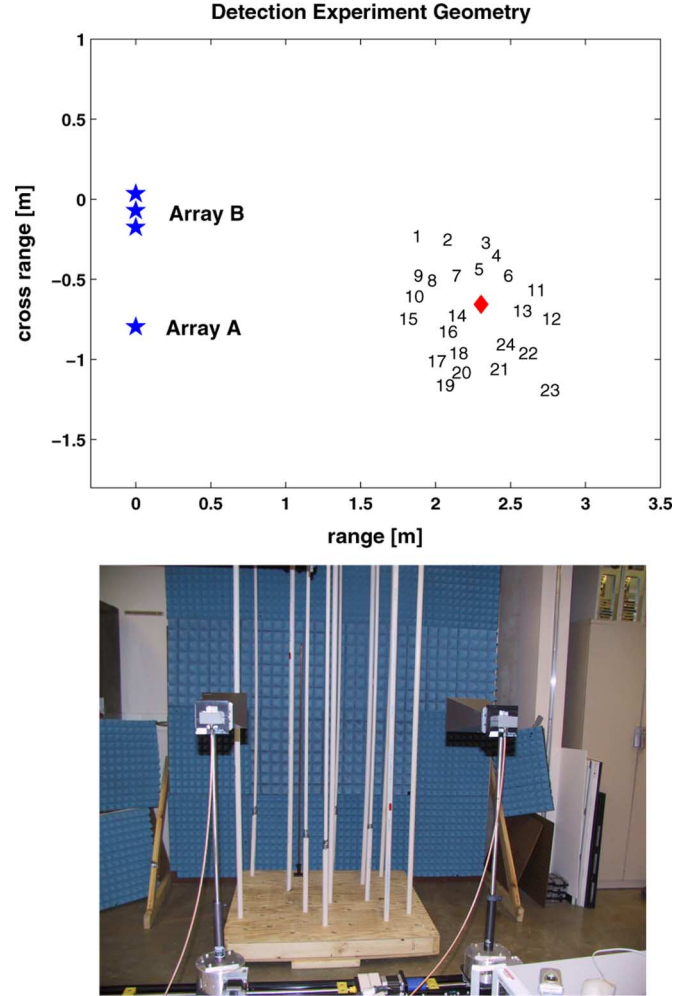 Detection Experiment Geometry
1
0.5
0
−0.5
−1
−1.5
cross range [m]
Array B
Array A
1 2 3
4
5
9 8 7 6
10 11
15 14 13 12
16
17 18 24 22
20 21
19 23
0 0.5 1 1.5 2 2.5 3 3.5
range [m]